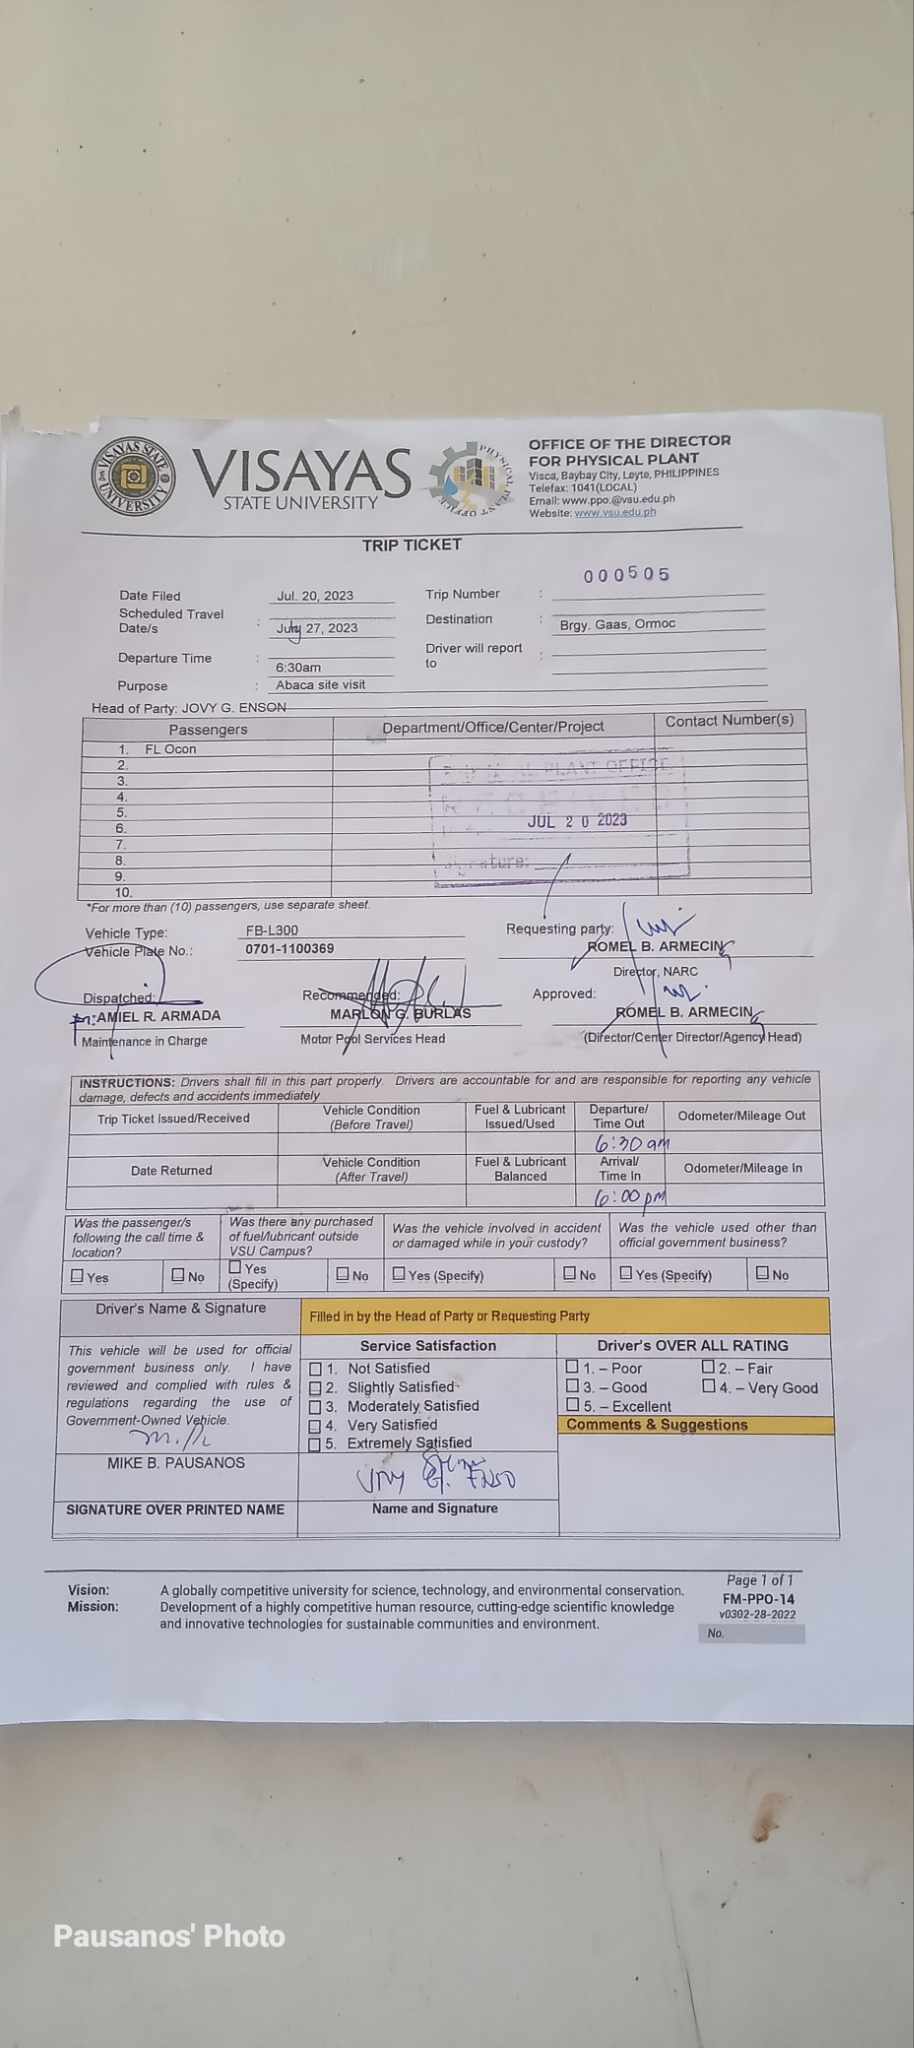 VISAYAS STATE UNIVERSITY
VISAYAS
STATE UNIVERSITY
PHYSICAL PLANT OFFICE
OFFICE OF THE DIRECTOR
FOR PHYSICAL PLANT
Visca, Baybay City, Leyte, PHILIPPINES
Telefax: 1041(LOCAL)
Email: www.ppo.@vsu.edu.ph
Website: www.vsu.edu.ph
TRIP TICKET
Date Filed : Jul. 20, 2023 Trip Number : 000505
Scheduled Travel Date/s : July 27, 2023 Destination : Brgy. Gaas, Ormoc
Departure Time : 6:30am Driver will report to :
Purpose : Abaca site visit
Head of Party: JOVY G. ENSON
Passengers Department/Office/Center/Project Contact Number(s)
1. FL Ocon
2.
3.
4.
5.
6.
7.
8.
9.
10.
PLANT OFFICE
JUL 20 2023
Signature:
*For more than (10) passengers, use separate sheet.
Vehicle Type: FB-L300 Requesting party:
Vehicle Plate No.: 0701-1100369 ROMEL B. ARMECIN
Director, NARC
Dispatched: Recommended: Approved:
AMIEL R. ARMADA MARLON G. BURLAS ROMEL B. ARMECIN
Maintenance in Charge Motor Pool Services Head (Director/Center Director/Agency Head)
INSTRUCTIONS: Drivers shall fill in this part properly. Drivers are accountable for and are responsible for reporting any vehicle
damage, defects and accidents immediately
Trip Ticket Issued/Received Vehicle Condition (Before Travel) Fuel & Lubricant Issued/Used Departure/ Time Out Odometer/Mileage Out
6:30 am
Date Returned Vehicle Condition (After Travel) Fuel & Lubricant Balanced Arrival/ Time In Odometer/Mileage In
6:00 pm
Was the passenger/s following the call time & location? Was there any purchased of fuel/lubricant outside VSU Campus? Was the vehicle involved in accident or damaged while in your custody? Was the vehicle used other than official government business?
Yes No Yes (Specify) No Yes (Specify) No Yes (Specify) No
Driver's Name & Signature Filled in by the Head of Party or Requesting Party
This vehicle will be used for official
government business only. I have
reviewed and complied with rules &
regulations regarding the use of
Government-Owned Vehicle.
MIKE B. PAUSANOS
SIGNATURE OVER PRINTED NAME
Service Satisfaction
1. Not Satisfied
2. Slightly Satisfied
3. Moderately Satisfied
4. Very Satisfied
5. Extremely Satisfied
Name and Signature
Driver's OVER ALL RATING
1. – Poor 2. – Fair
3. – Good 4. – Very Good
5. – Excellent
Comments & Suggestions
Vision: A globally competitive university for science, technology, and environmental conservation.
Mission: Development of a highly competitive human resource, cutting-edge scientific knowledge
and innovative technologies for sustainable communities and environment.
Page 1 of 1
FM-PPO-14
v0302-28-2022
No.
Pausanos' Photo